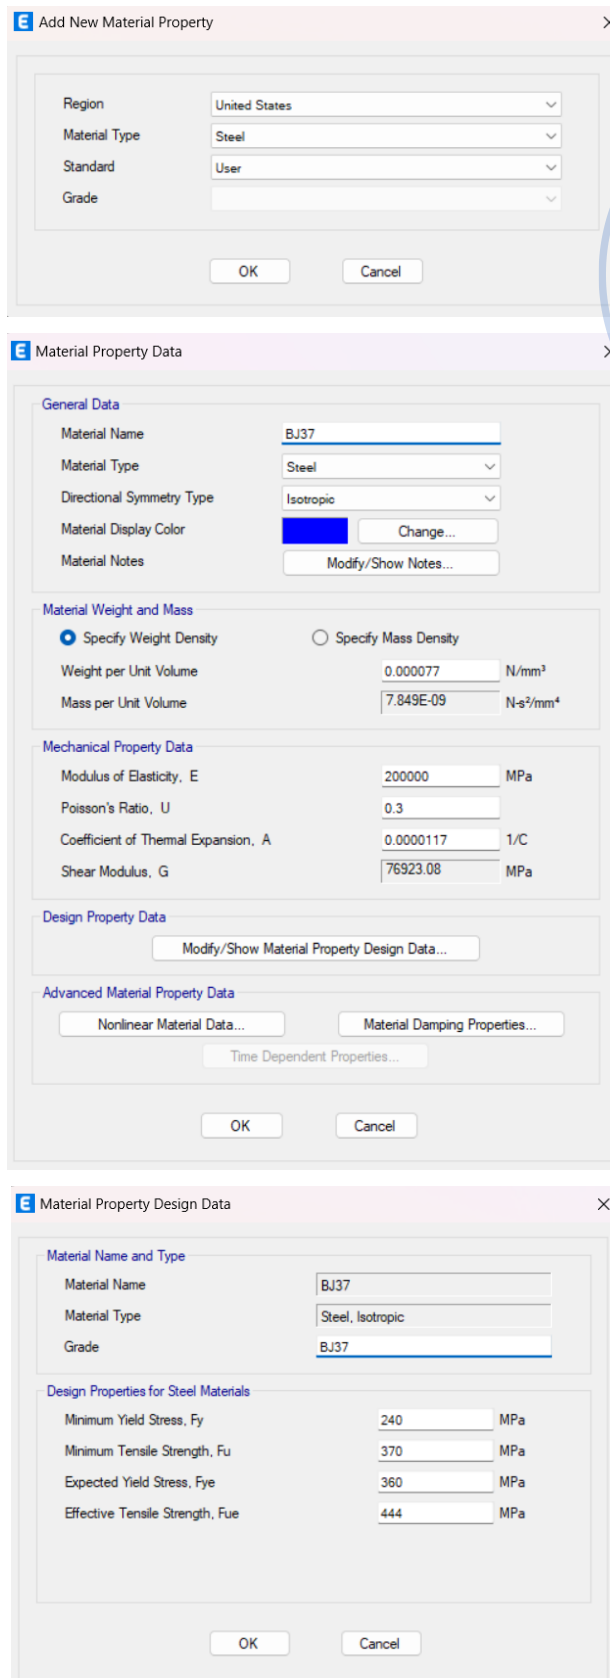 E Add New Material Property
Region United States
Material Type Steel
Standard User
Grade
OK Cancel
E Material Property Data
General Data
Material Name BJ37
Material Type Steel
Directional Symmetry Type Isotropic
Material Display Color Change...
Material Notes Modify/Show Notes...
Material Weight and Mass
Specify Weight Density Specify Mass Density
Weight per Unit Volume 0.000077 N/mm³
Mass per Unit Volume 7.849E-09 N-s²/mm⁴
Mechanical Property Data
Modulus of Elasticity, E 200000 MPa
Poisson's Ratio, U 0.3
Coefficient of Thermal Expansion, A 0.0000117 1/C
Shear Modulus, G 76923.08 MPa
Design Property Data
Modify/Show Material Property Design Data...
Advanced Material Property Data
Nonlinear Material Data... Material Damping Properties...
Time Dependent Properties...
OK Cancel
E Material Property Design Data
Material Name and Type
Material Name BJ37
Material Type Steel, Isotropic
Grade BJ37
Design Properties for Steel Materials
Minimum Yield Stress, Fy 240 MPa
Minimum Tensile Strength, Fu 370 MPa
Expected Yield Stress, Fye 360 MPa
Effective Tensile Strength, Fue 444 MPa
OK Cancel